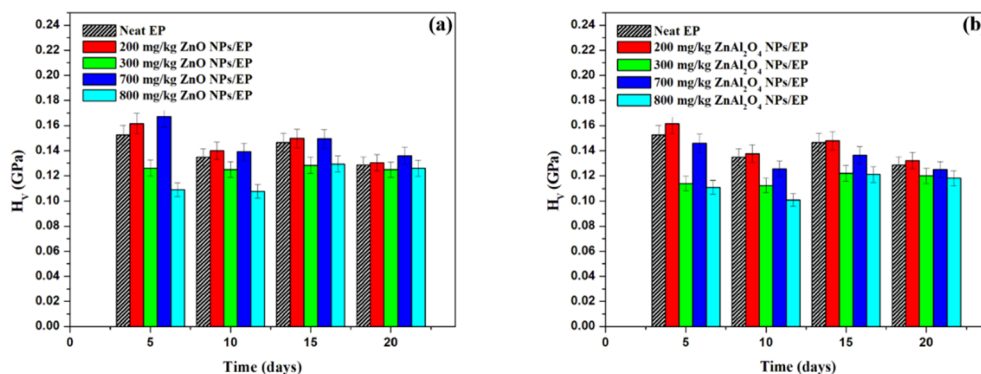 (a)
Neat EP
200 mg/kg ZnO NPs/EP
300 mg/kg ZnO NPs/EP
700 mg/kg ZnO NPs/EP
800 mg/kg ZnO NPs/EP
0.24
0.22
0.20
0.18
0.16
0.14
0.12
0.10
0.08
0.06
0.04
0.02
0.00
H_V (GPa)
0 5 10 15 20
Time (days)
(b)
Neat EP
200 mg/kg ZnAl₂O₄ NPs/EP
300 mg/kg ZnAl₂O₄ NPs/EP
700 mg/kg ZnAl₂O₄ NPs/EP
800 mg/kg ZnAl₂O₄ NPs/EP
0.24
0.22
0.20
0.18
0.16
0.14
0.12
0.10
0.08
0.06
0.04
0.02
0.00
H_V (GPa)
0 5 10 15 20
Time (days)